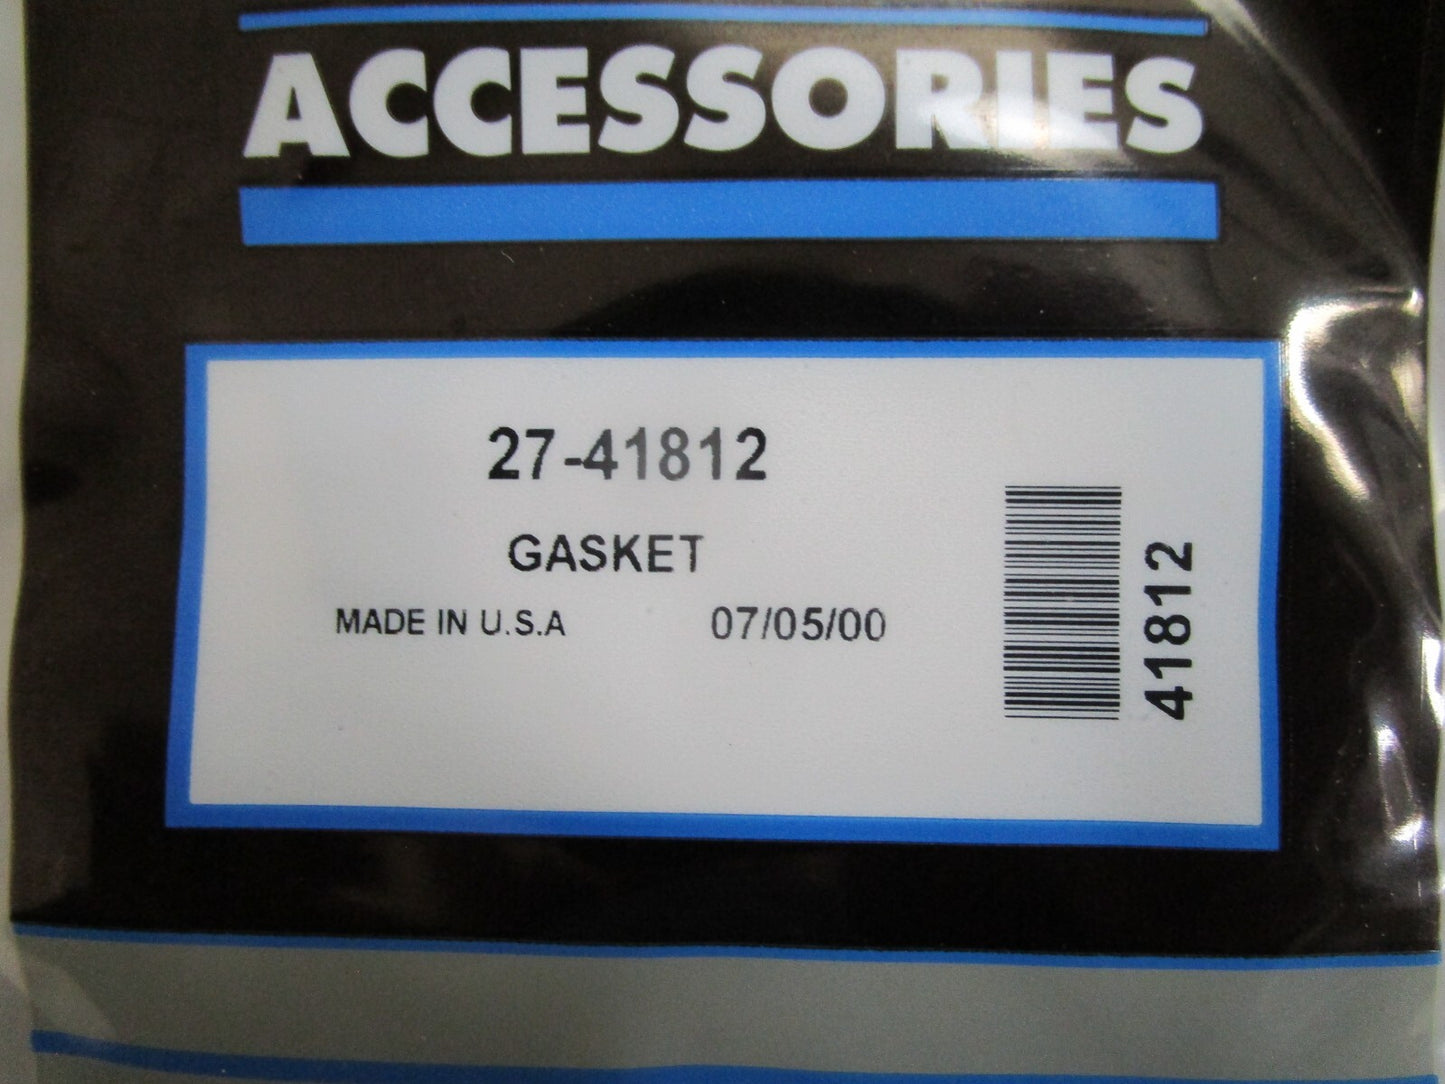 ACCESSORIES
27-41812
GASKET
MADE IN U.S.A 07/05/00
41812